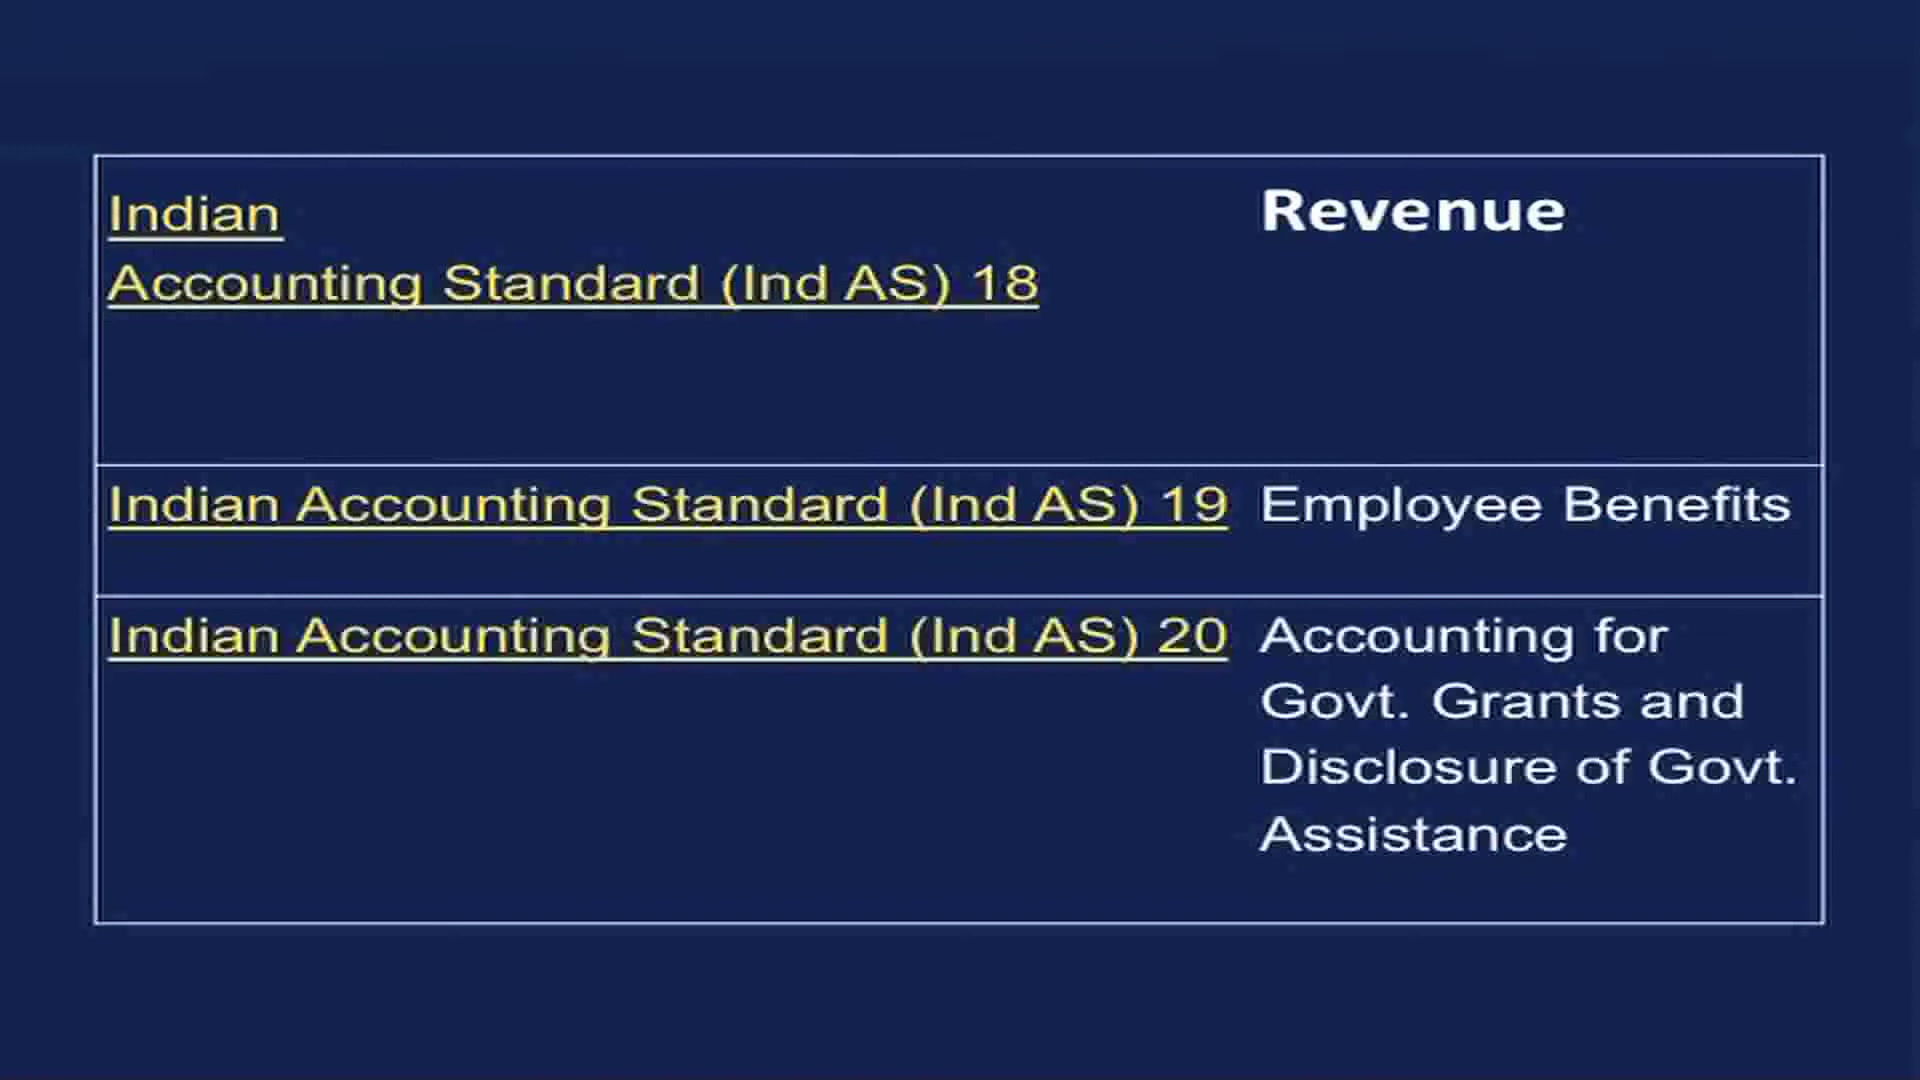 Indian Revenue
Accounting Standard (Ind AS) 18
Indian Accounting Standard (Ind AS) 19 Employee Benefits
Indian Accounting Standard (Ind AS) 20 Accounting for
Govt. Grants and
Disclosure of Govt.
Assistance